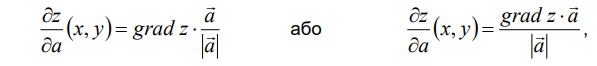 ∂z/∂a (x, y) = grad z · a⃗/|a⃗| або ∂z/∂a (x, y) = grad z · a⃗/|a⃗| ,